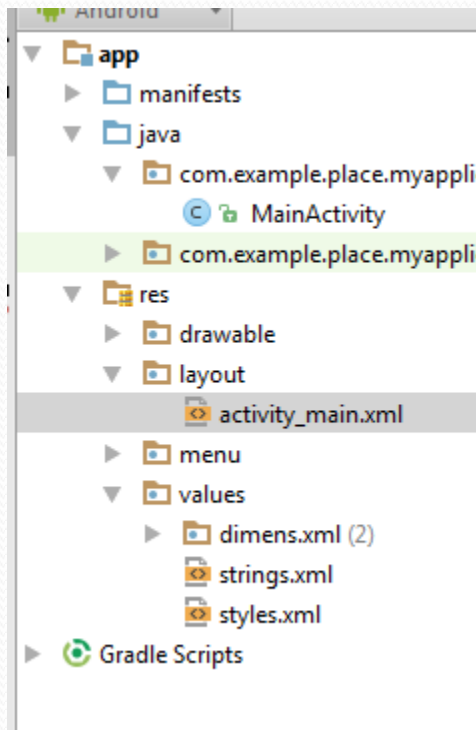 Android
app
manifests
java
com.example.place.myappli
MainActivity
com.example.place.myappli
res
drawable
layout
activity_main.xml
menu
values
dimens.xml (2)
strings.xml
styles.xml
Gradle Scripts